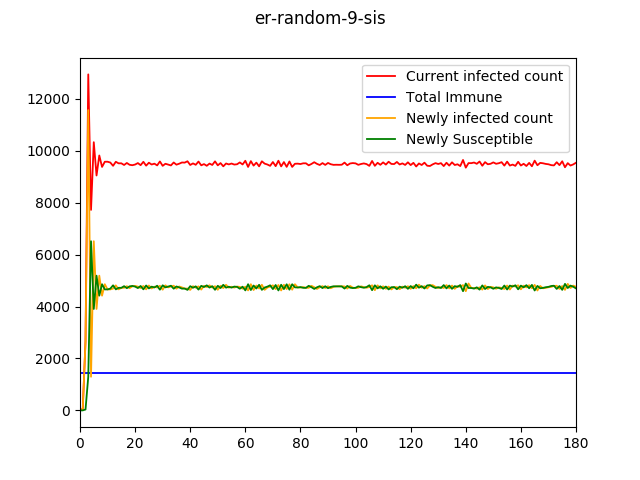 er-random-9-sis
Current infected count
Total Immune
Newly infected count
Newly Susceptible
12000
10000
8000
6000
4000
2000
0
0 20 40 60 80 100 120 140 160 180